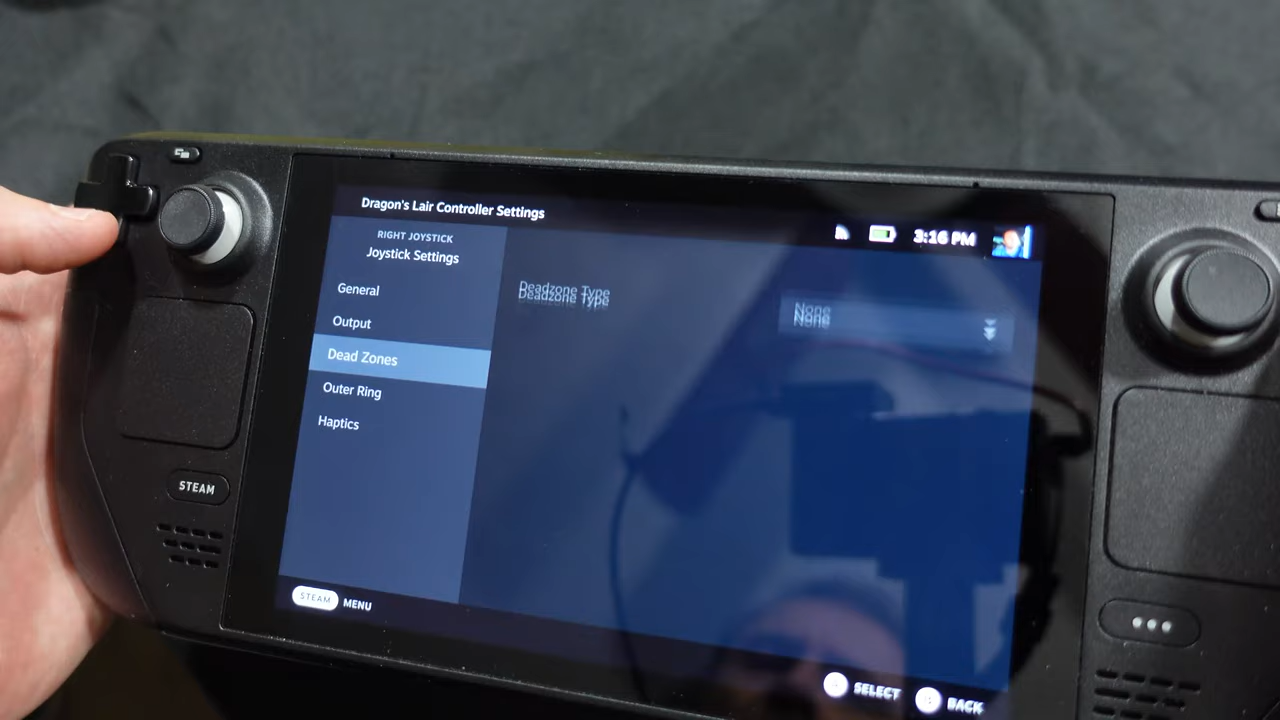 Dragon's Lair Controller Settings
3:16 PM
RIGHT JOYSTICK
Joystick Settings
General
Output
Dead Zones
Outer Ring
Haptics
Deadzone Type
None
STEAM
STEAM MENU
SELECT
BACK